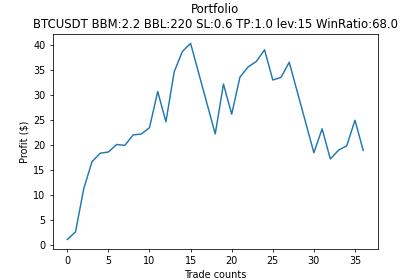 Portfolio
BTCUSDT BBM:2.2 BBL:220 SL:0.6 TP:1.0 lev:15 WinRatio:68.0
40
35
30
25
20
15
10
5
0
Profit ($)
0 5 10 15 20 25 30 35
Trade counts